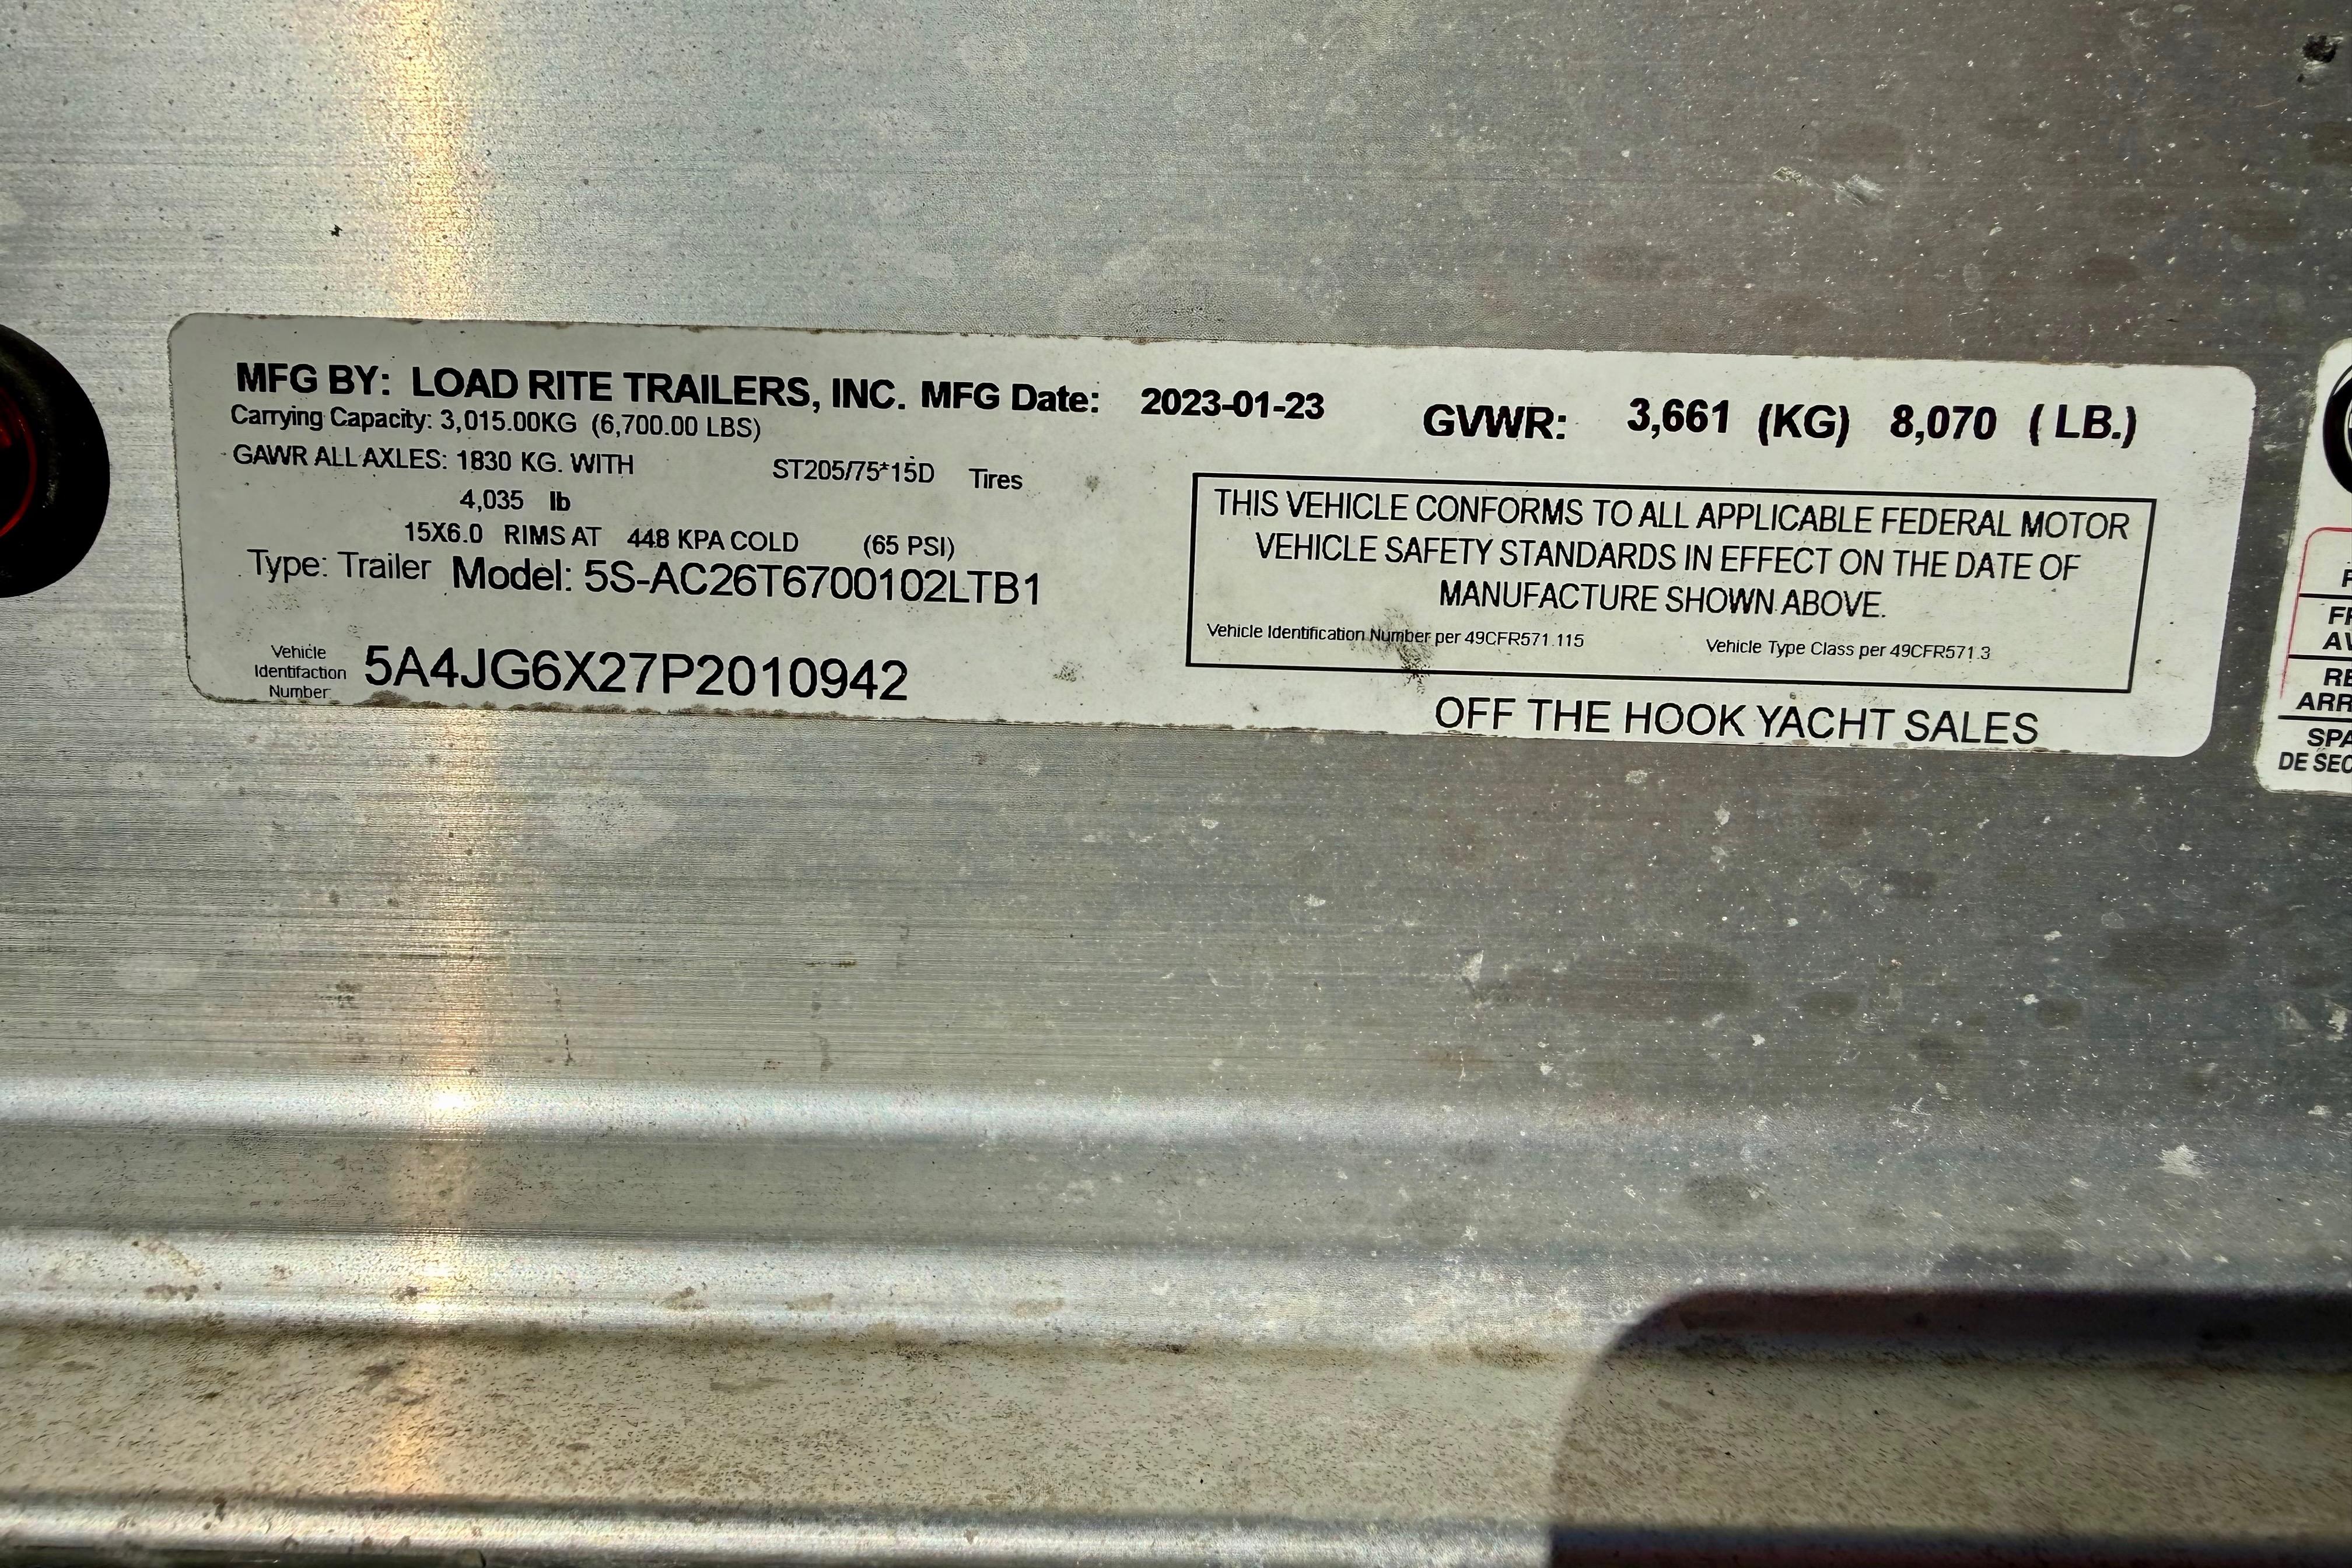 MFG BY: LOAD RITE TRAILERS, INC. MFG Date: 2023-01-23 GVWR: 3,661 (KG) 8,070 (LB.)
Carrying Capacity: 3,015.00KG (6,700.00 LBS)
GAWR ALL AXLES: 1830 KG. WITH ST205/75*15D Tires
4,035 lb
15X6.0 RIMS AT 448 KPA COLD (65 PSI)
Type: Trailer Model: 5S-AC26T6700102LTB1
Vehicle
Identifaction
Number
5A4JG6X27P2010942
THIS VEHICLE CONFORMS TO ALL APPLICABLE FEDERAL MOTOR
VEHICLE SAFETY STANDARDS IN EFFECT ON THE DATE OF
MANUFACTURE SHOWN ABOVE.
Vehicle Identification Number per 49CFR571.115 Vehicle Type Class per 49CFR571.3
OFF THE HOOK YACHT SALES
DE SEC